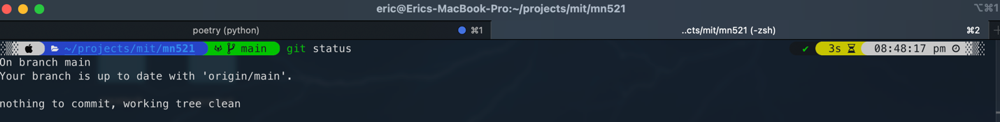 eric@Erics-MacBook-Pro:~/projects/mit/mn521 ⌥⌘1
poetry (python) ⌘1 ..cts/mit/mn521 (-zsh) ⌘2
~/projects/mit/mn521 main git status ✔ 3s 08:48:17 pm
On branch main
Your branch is up to date with 'origin/main'.
nothing to commit, working tree clean